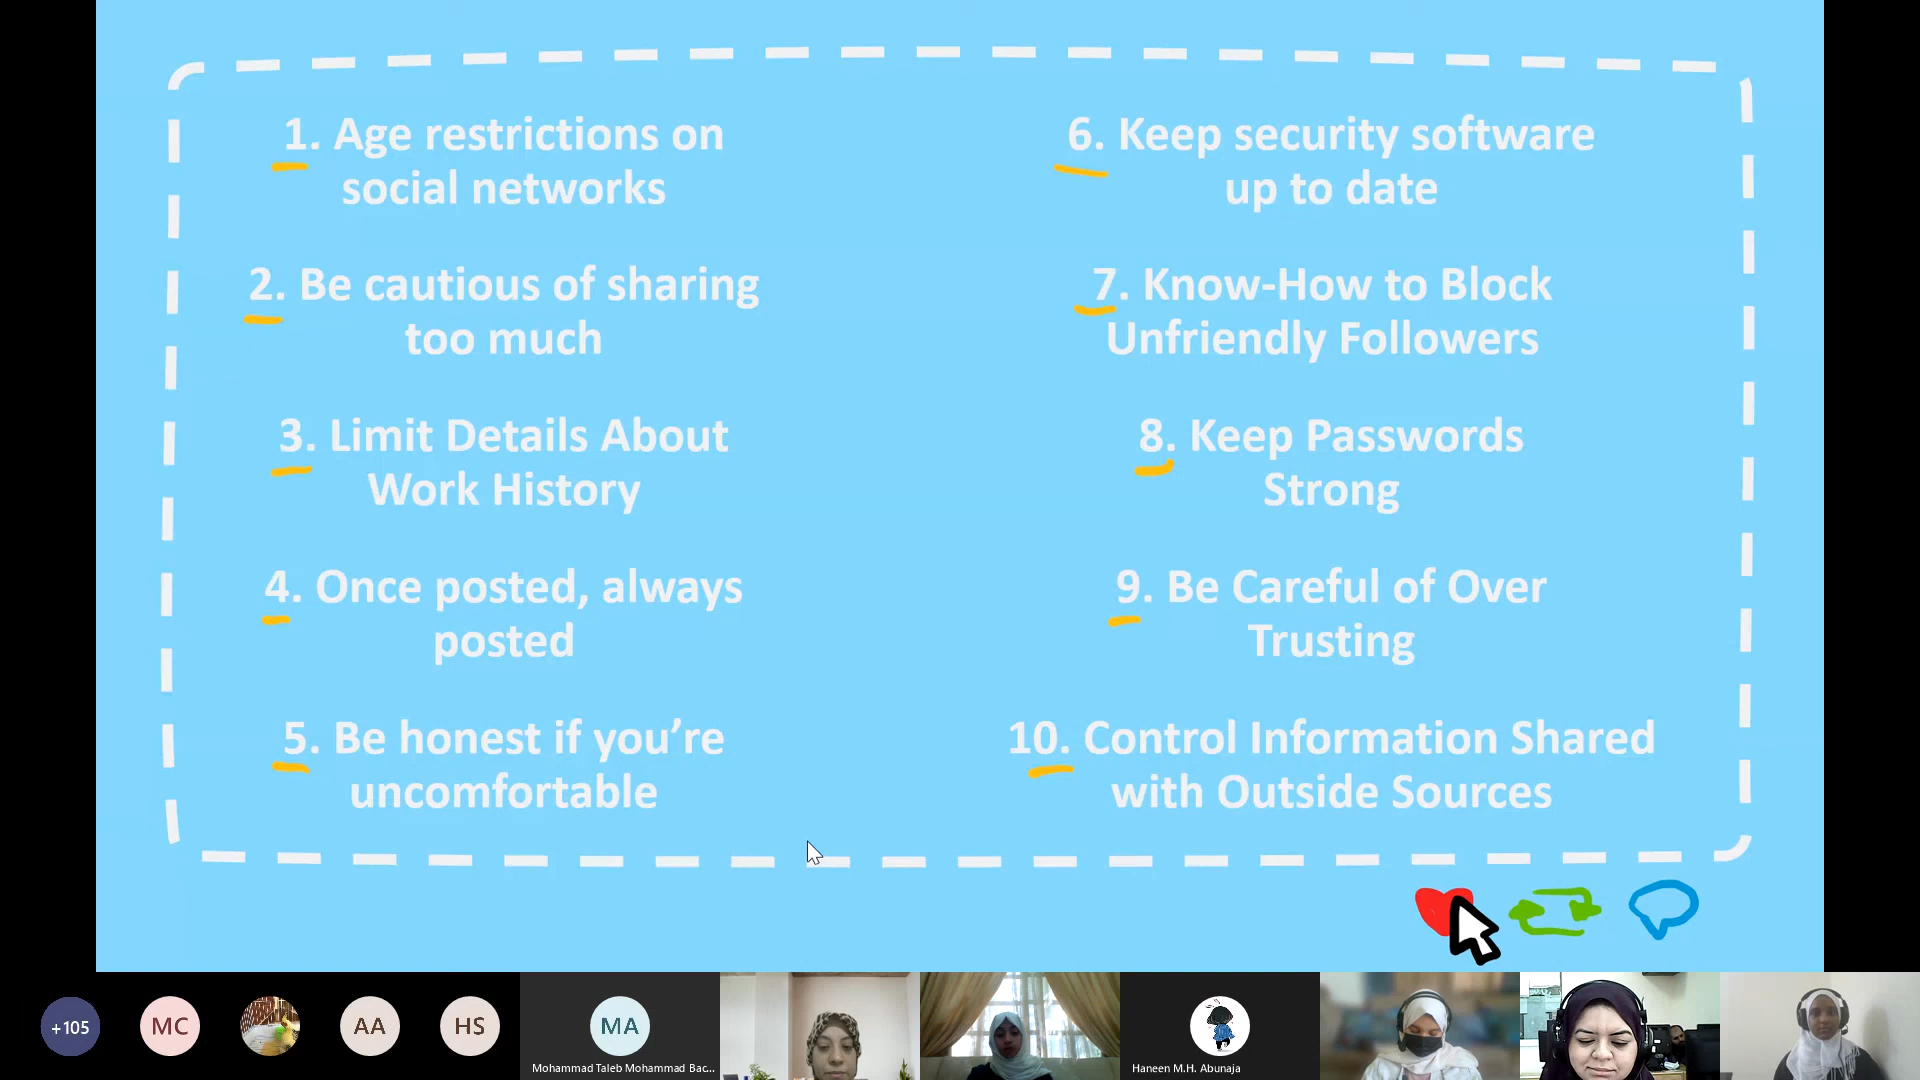 1. Age restrictions on
social networks
2. Be cautious of sharing
too much
3. Limit Details About
Work History
4. Once posted, always
posted
5. Be honest if you’re
uncomfortable
6. Keep security software
up to date
7. Know-How to Block
Unfriendly Followers
8. Keep Passwords
Strong
9. Be Careful of Over
Trusting
10. Control Information Shared
with Outside Sources
+105
MC
AA
HS
MA
Mohammad Taleb Mohammad Bac...
Haneen M.H. Abunaja